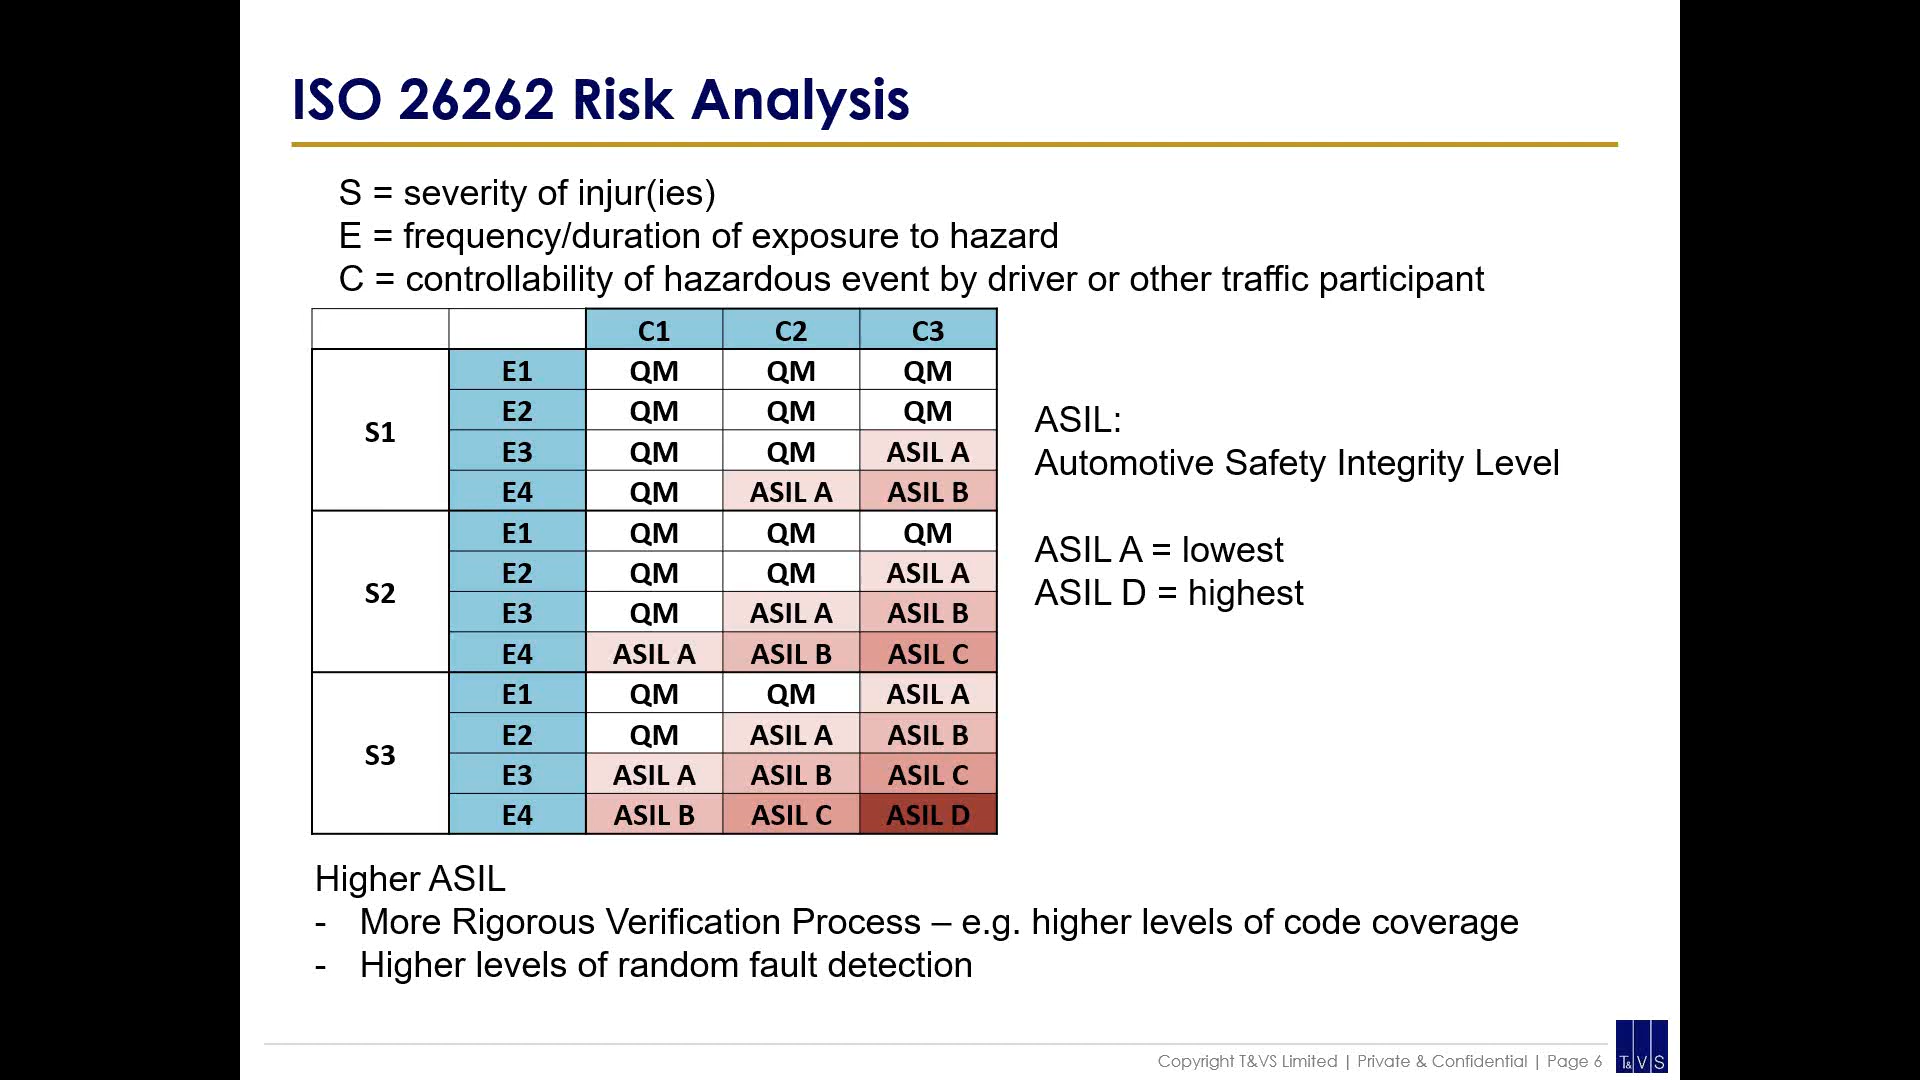 ISO 26262 Risk Analysis
S = severity of injur(ies)
E = frequency/duration of exposure to hazard
C = controllability of hazardous event by driver or other traffic participant
C1 C2 C3
S1
E1 QM QM QM
E2 QM QM QM
E3 QM QM ASIL A
E4 QM ASIL A ASIL B
S2
E1 QM QM QM
E2 QM QM ASIL A
E3 QM ASIL A ASIL B
E4 ASIL A ASIL B ASIL C
S3
E1 QM QM ASIL A
E2 QM ASIL A ASIL B
E3 ASIL A ASIL B ASIL C
E4 ASIL B ASIL C ASIL D
ASIL:
Automotive Safety Integrity Level
ASIL A = lowest
ASIL D = highest
Higher ASIL
- More Rigorous Verification Process – e.g. higher levels of code coverage
- Higher levels of random fault detection
Copyright T&VS Limited | Private & Confidential | Page 6
T& V S